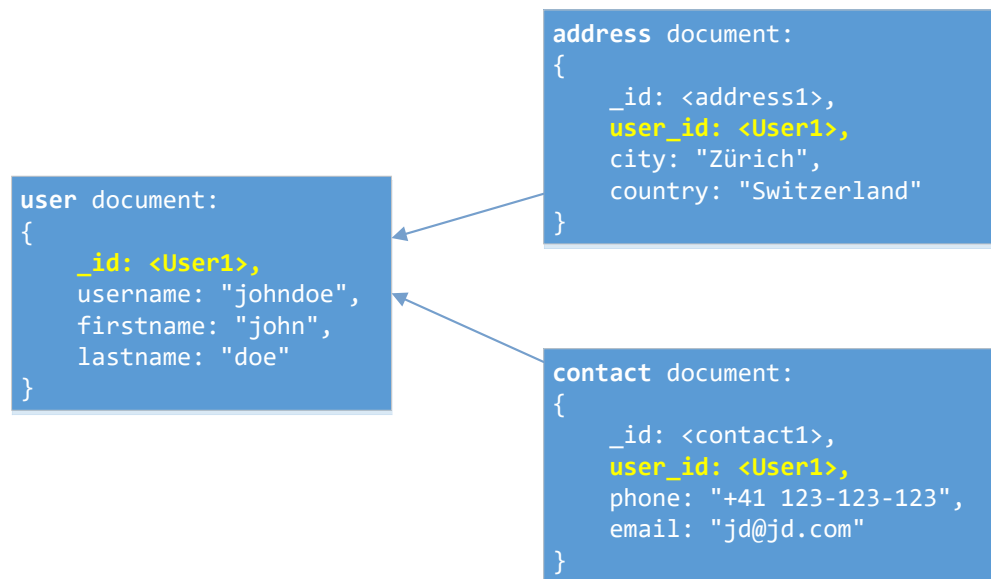 user document:
{
    _id: <User1>,
    username: "johndoe",
    firstname: "john",
    lastname: "doe"
}
address document:
{
    _id: <address1>,
    user_id: <User1>,
    city: "Zürich",
    country: "Switzerland"
}
contact document:
{
    _id: <contact1>,
    user_id: <User1>,
    phone: "+41 123-123-123",
    email: "jd@jd.com"
}